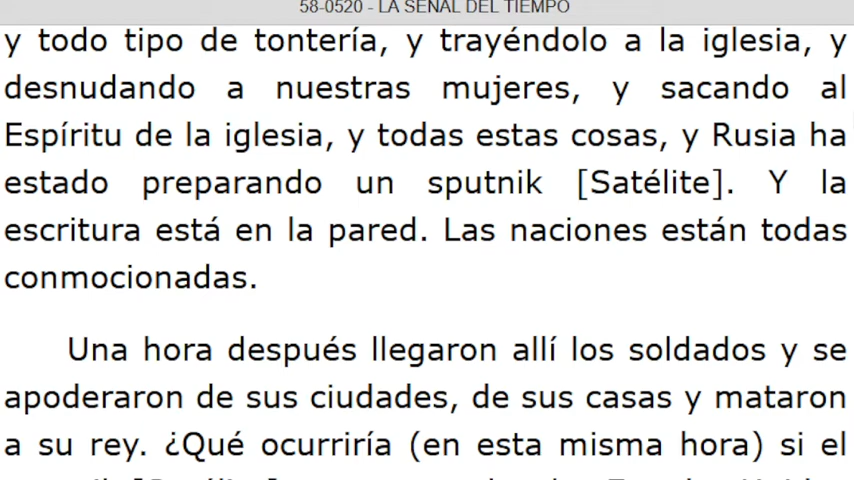 58-0520 - LA SEÑAL DEL TIEMPO
y todo tipo de tontería, y trayéndolo a la iglesia, y
desnudando a nuestras mujeres, y sacando al
Espíritu de la iglesia, y todas estas cosas, y Rusia ha
estado preparando un sputnik [Satélite]. Y la
escritura está en la pared. Las naciones están todas
conmocionadas.
Una hora después llegaron allí los soldados y se
apoderaron de sus ciudades, de sus casas y mataron
a su rey. ¿Qué ocurriría (en esta misma hora) si el